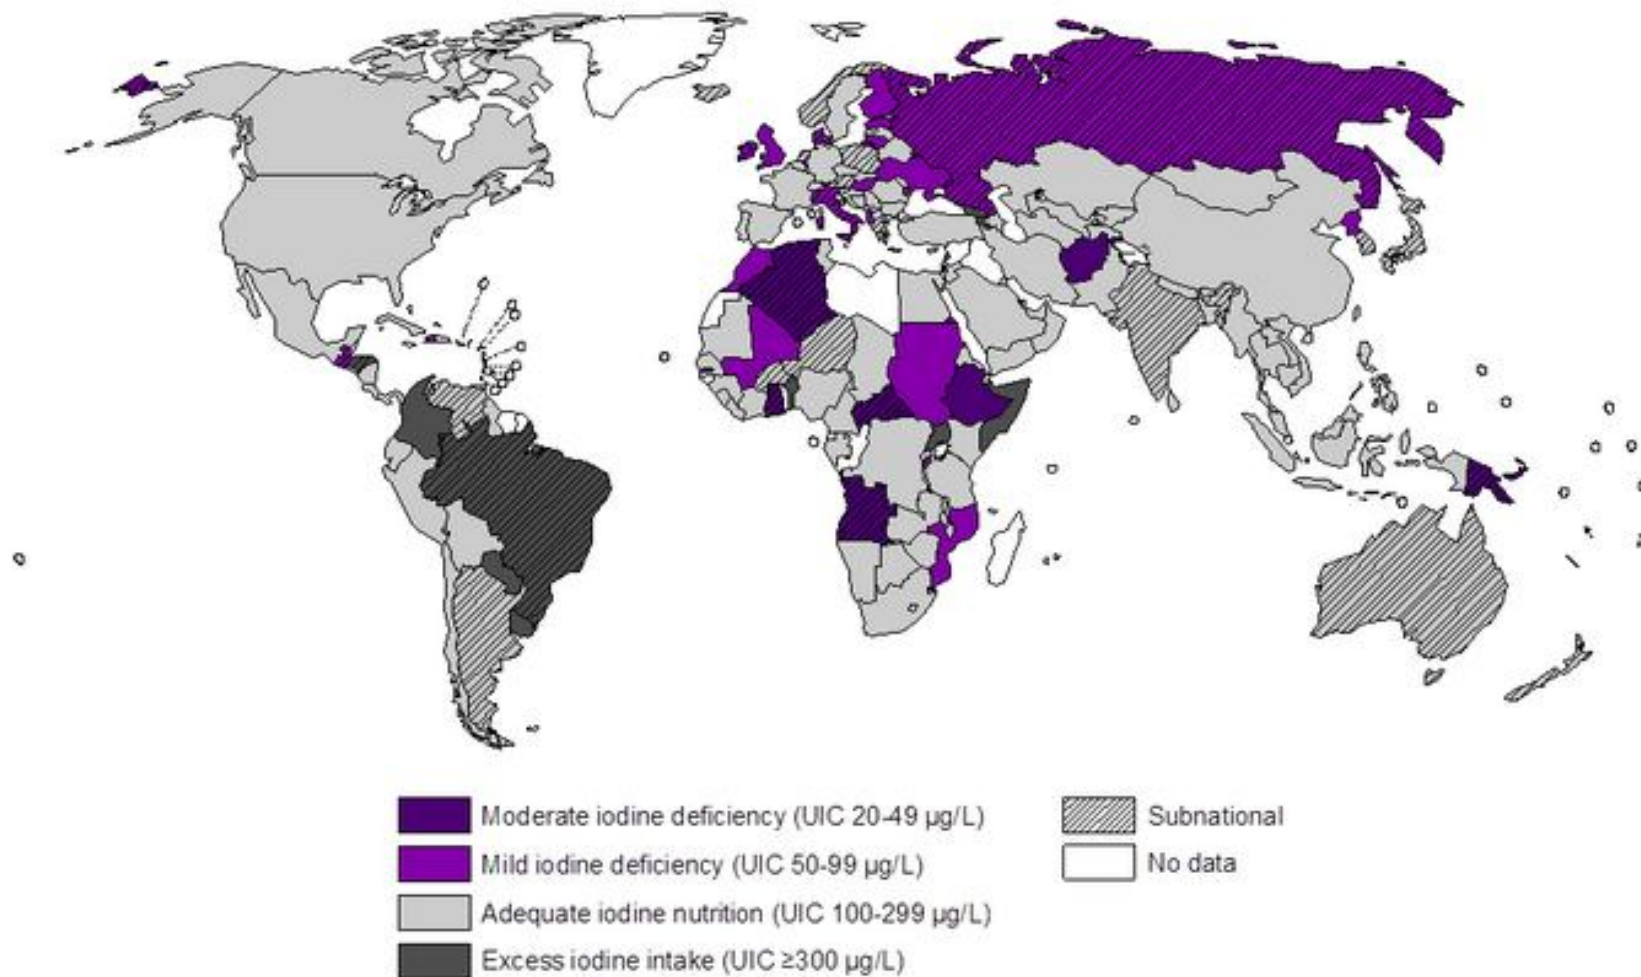 Moderate iodine deficiency (UIC 20-49 µg/L)
Mild iodine deficiency (UIC 50-99 µg/L)
Adequate iodine nutrition (UIC 100-299 µg/L)
Excess iodine intake (UIC ≥300 µg/L)
Subnational
No data